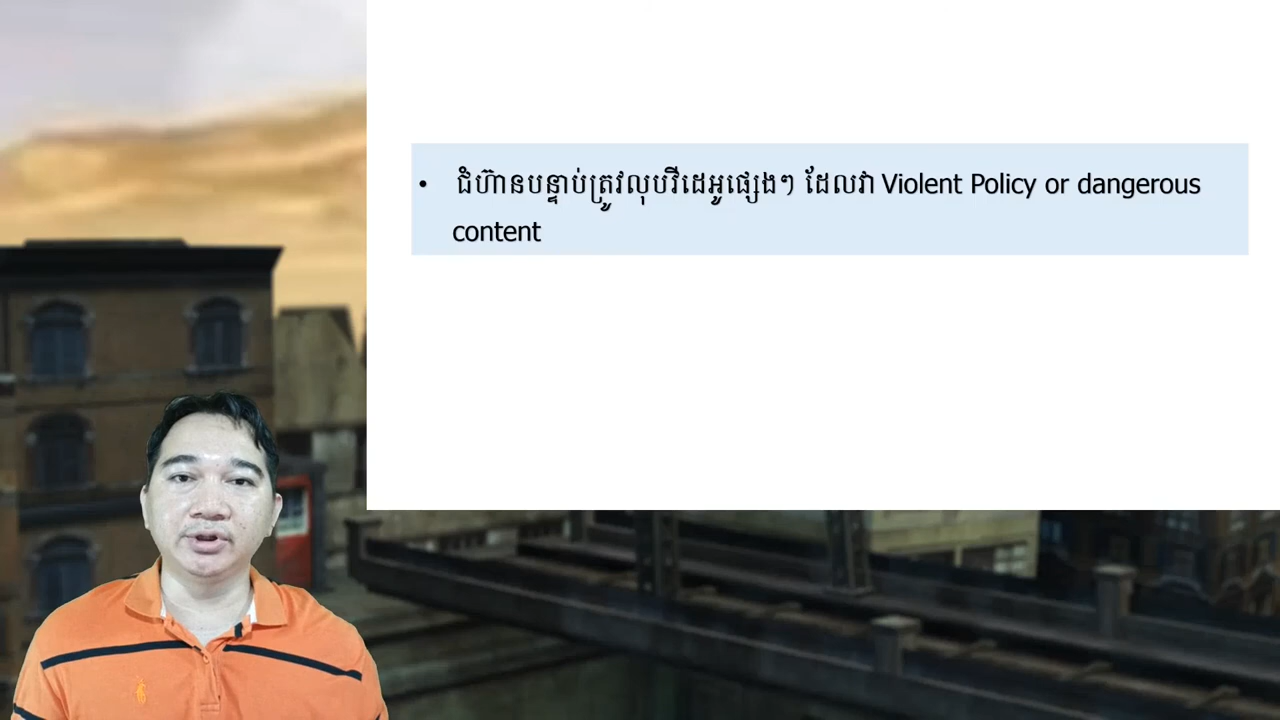 • ជំហ៊ានបន្ទាប់ត្រូវលុបវីដេអូផ្សេងៗ ដែលវា Violent Policy or dangerous
content